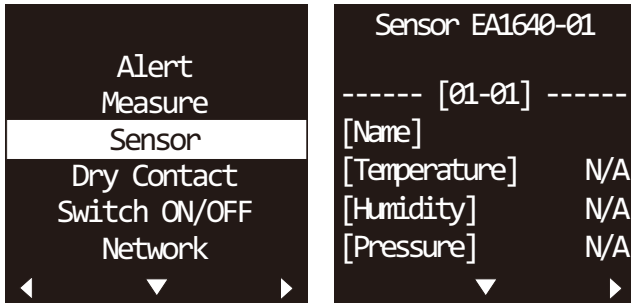 Alert
Measure
Sensor
Dry Contact
Switch ON/OFF
Network
Sensor EA1640-01
------ [01-01] ------
[Name]
[Temperature] N/A
[Humidity] N/A
[Pressure] N/A